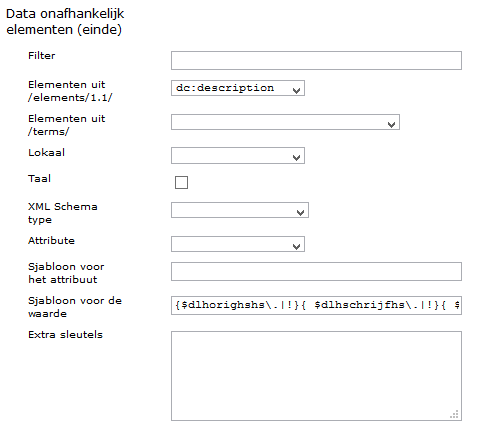 Data onafhankelijk
elementen (einde)
Filter
Elementen uit
/elements/1.1/
dc:description
Elementen uit
/terms/
Lokaal
Taal
XML Schema
type
Attribute
Sjabloon voor
het attribuut
Sjabloon voor de
waarde
{$dlhorighshs\.|!}{ $dlhschrijfhs\.|!}{ $
Extra sleutels